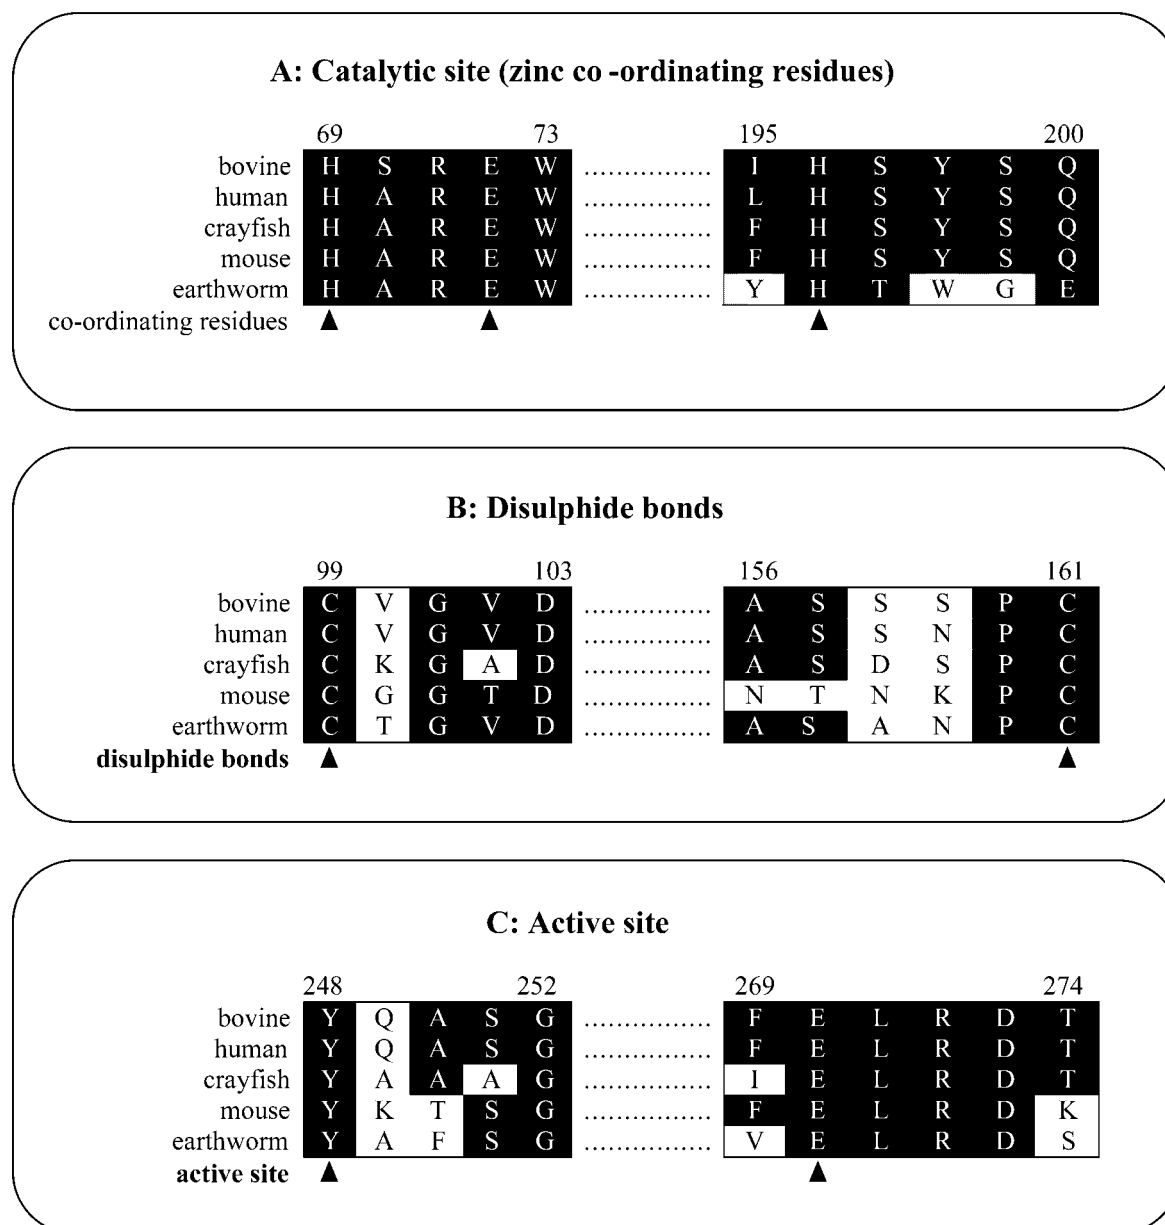 A: Catalytic site (zinc co -ordinating residues)
69 73 195 200
bovine H S R E W ................ I H S Y S Q
human H A R E W ................ L H S Y S Q
crayfish H A R E W ................ F H S Y S Q
mouse H A R E W ................ F H S Y S Q
earthworm H A R E W ................ Y H T W G E
co-ordinating residues
B: Disulphide bonds
99 103 156 161
bovine C V G V D ................ A S S S P C
human C V G V D ................ A S S N P C
crayfish C K G A D ................ A S D S P C
mouse C G G T D ................ N T N K P C
earthworm C T G V D ................ A S A N P C
disulphide bonds
C: Active site
248 252 269 274
bovine Y Q A S G ................ F E L R D T
human Y Q A S G ................ F E L R D T
crayfish Y A A A G ................ I E L R D T
mouse Y K T S G ................ F E L R D K
earthworm Y A F S G ................ V E L R D S
active site